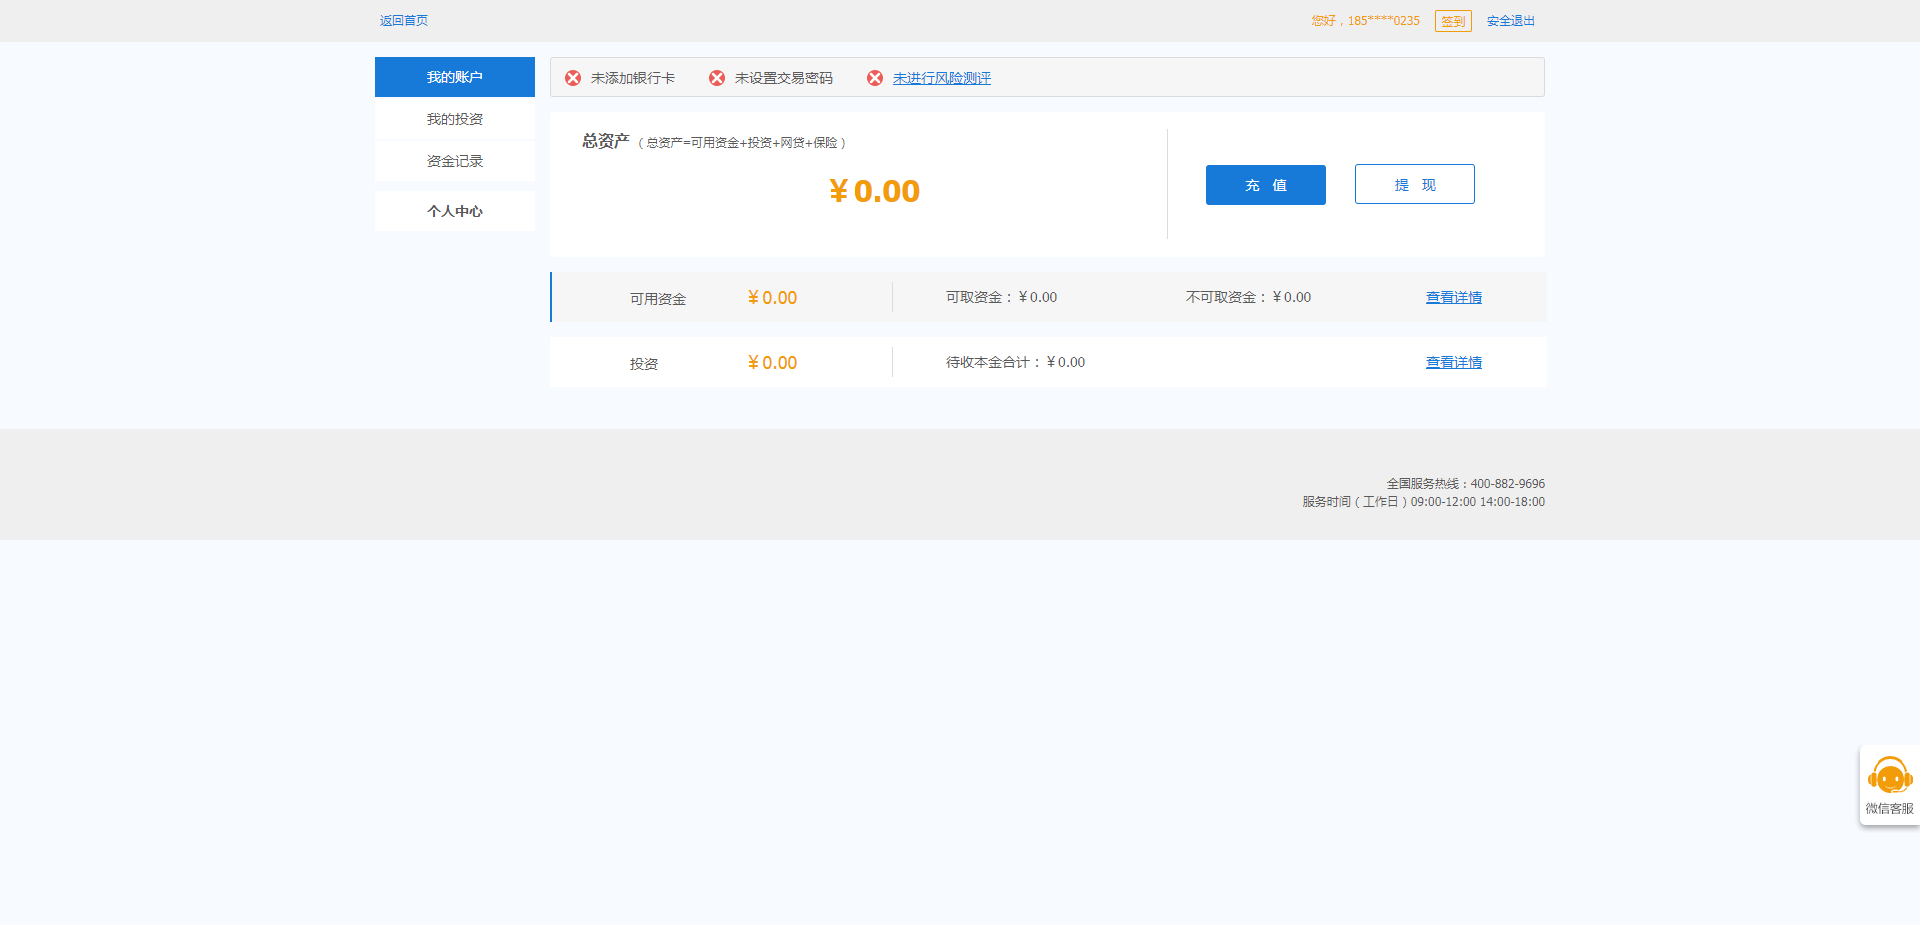 返回首页
您好，185****0235 签到 安全退出
我的账户
我的投资
资金记录
个人中心
未添加银行卡 未设置交易密码 未进行风险测评
总资产（总资产=可用资金+投资+网贷+保险）
¥0.00
充 值 提 现
可用资金 ¥0.00 可取资金：¥0.00 不可取资金：¥0.00 查看详情
投资 ¥0.00 待收本金合计：¥0.00 查看详情
全国服务热线：400-882-9696
服务时间（工作日）09:00-12:00 14:00-18:00
微信客服